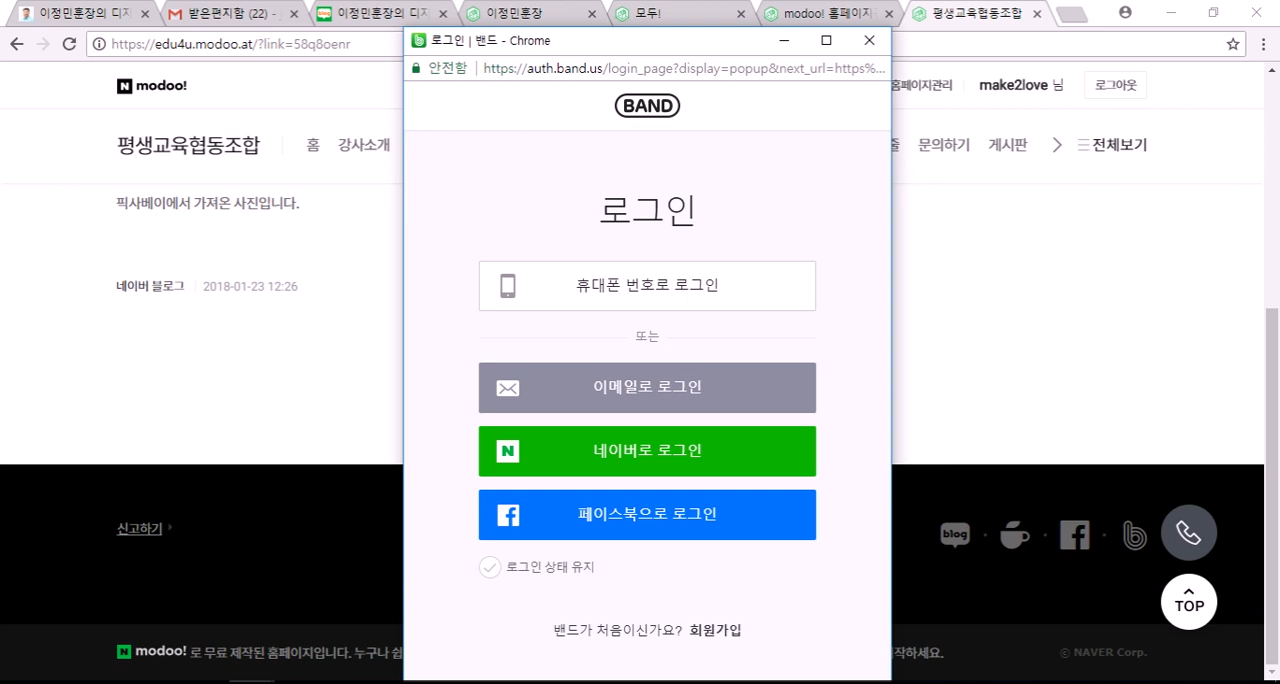 이정민훈장의 디지
받은편지함 (22) -
이정민훈장의 디지
이정민훈장
모두!
modoo! 홈페이지
평생교육협동조합
https://edu4u.modoo.at/?link=58q8oenr
로그인 | 밴드 - Chrome
안전함
https://auth.band.us/login_page?display=popup&next_url=https%...
modoo!
홈페이지관리
make2love 님
로그아웃
평생교육협동조합
홈
강사소개
문의하기
게시판
전체보기
픽사베이에서 가져온 사진입니다.
네이버 블로그
2018-01-23 12:26
BAND
로그인
휴대폰 번호로 로그인
또는
이메일로 로그인
네이버로 로그인
페이스북으로 로그인
로그인 상태 유지
밴드가 처음이신가요? 회원가입
신고하기
blog
TOP
modoo! 로 무료 제작된 홈페이지입니다. 누구나 쉽
작하세요.
© NAVER Corp.